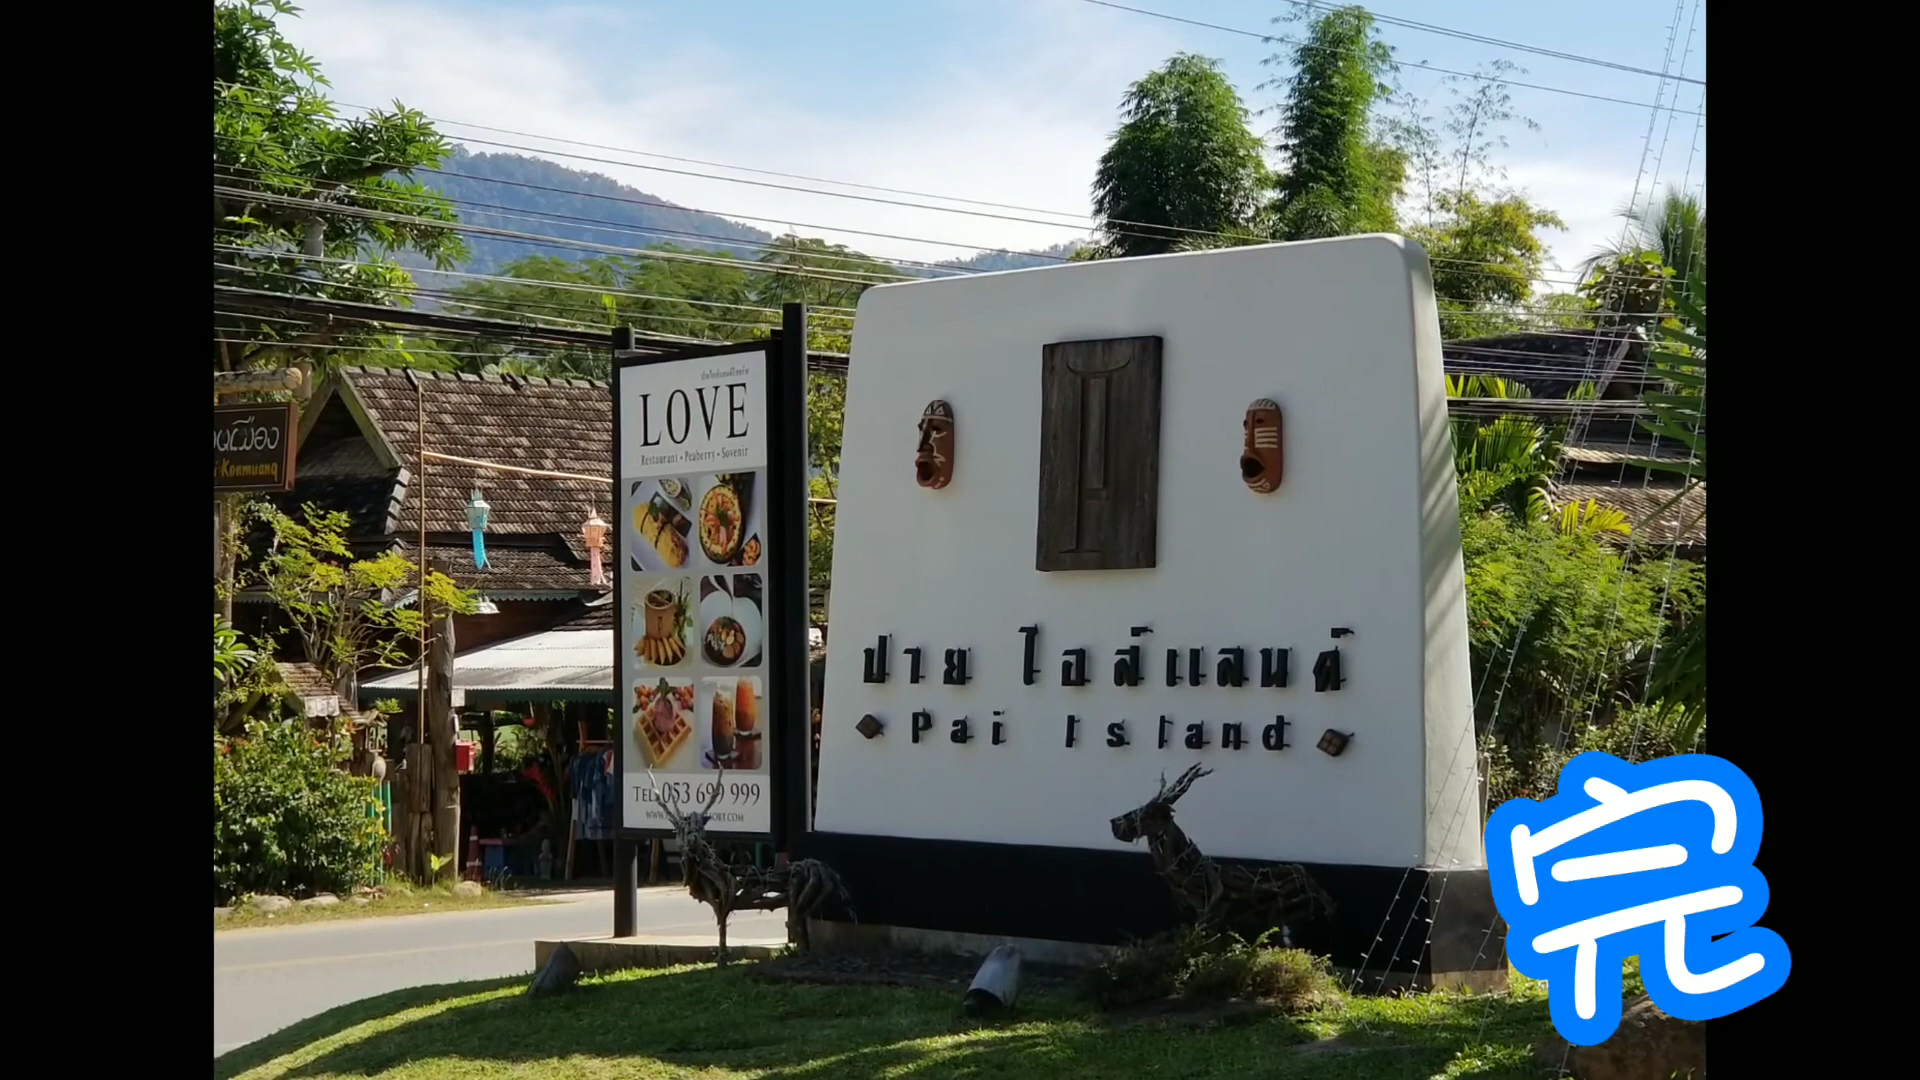 LOVE
Restaurant • Peaberry • Sovenir
TEL. 053 699 999
ปาย ไอส์แลนด์
Pai Island
Konmuang
完